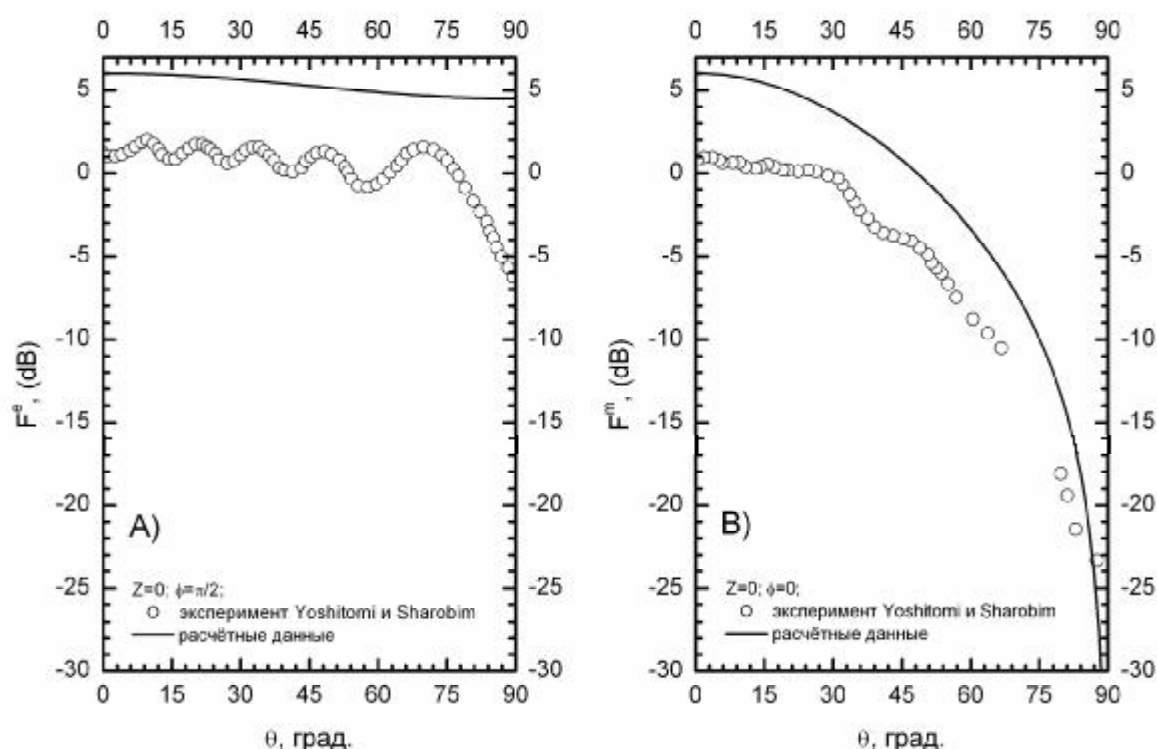 0 15 30 45 60 75 90
0 15 30 45 60 75 90
5 5
0 0
-5 -5
-10 -10
-15 -15
-20 -20
-25 -25
-30 -30
Fᵉ, (dB)
A)
Z=0; ϕ=π/2;
эксперимент Yoshitomi и Sharobim
расчётные данные
0 15 30 45 60 75 90
θ, град.
5 5
0 0
-5 -5
-10 -10
-15 -15
-20 -20
-25 -25
-30 -30
Fᵐ, (dB)
B)
Z=0; ϕ=0;
эксперимент Yoshitomi и Sharobim
расчётные данные
0 15 30 45 60 75 90
θ, град.